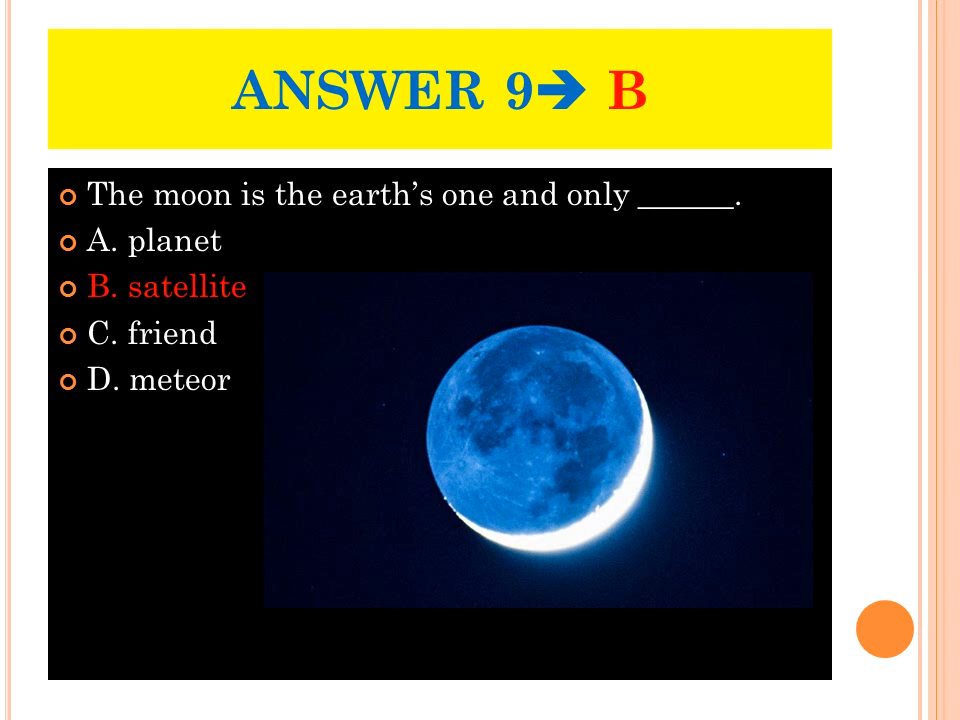 ANSWER 9➔ B
The moon is the earth’s one and only ______.
A. planet
B. satellite
C. friend
D. meteor